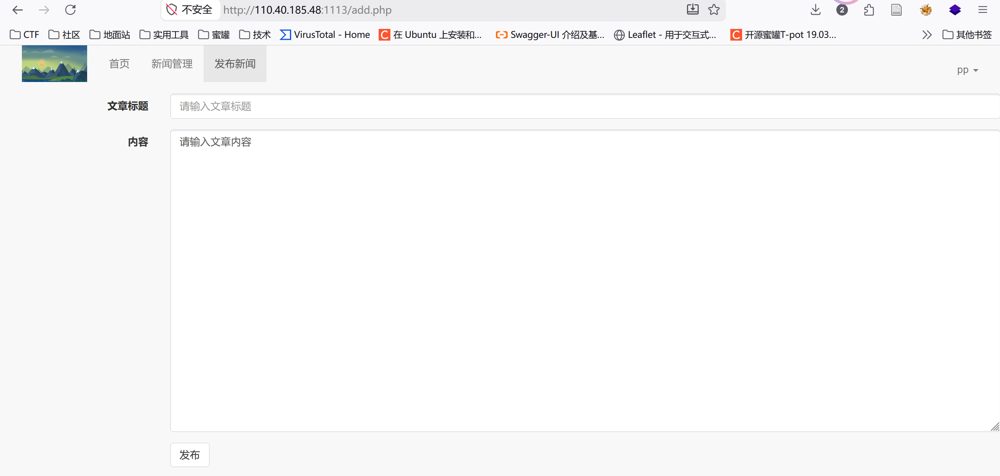 不安全 http://110.40.185.48:1113/add.php 2
CTF 社区 地面站 实用工具 蜜罐 技术 VirusTotal - Home 在 Ubuntu 上安装和... Swagger-UI 介绍及基... Leaflet - 用于交互式... 开源蜜罐T-pot 19.03... 其他书签
首页 新闻管理 发布新闻 pp
文章标题 请输入文章标题
内容 请输入文章内容
发布